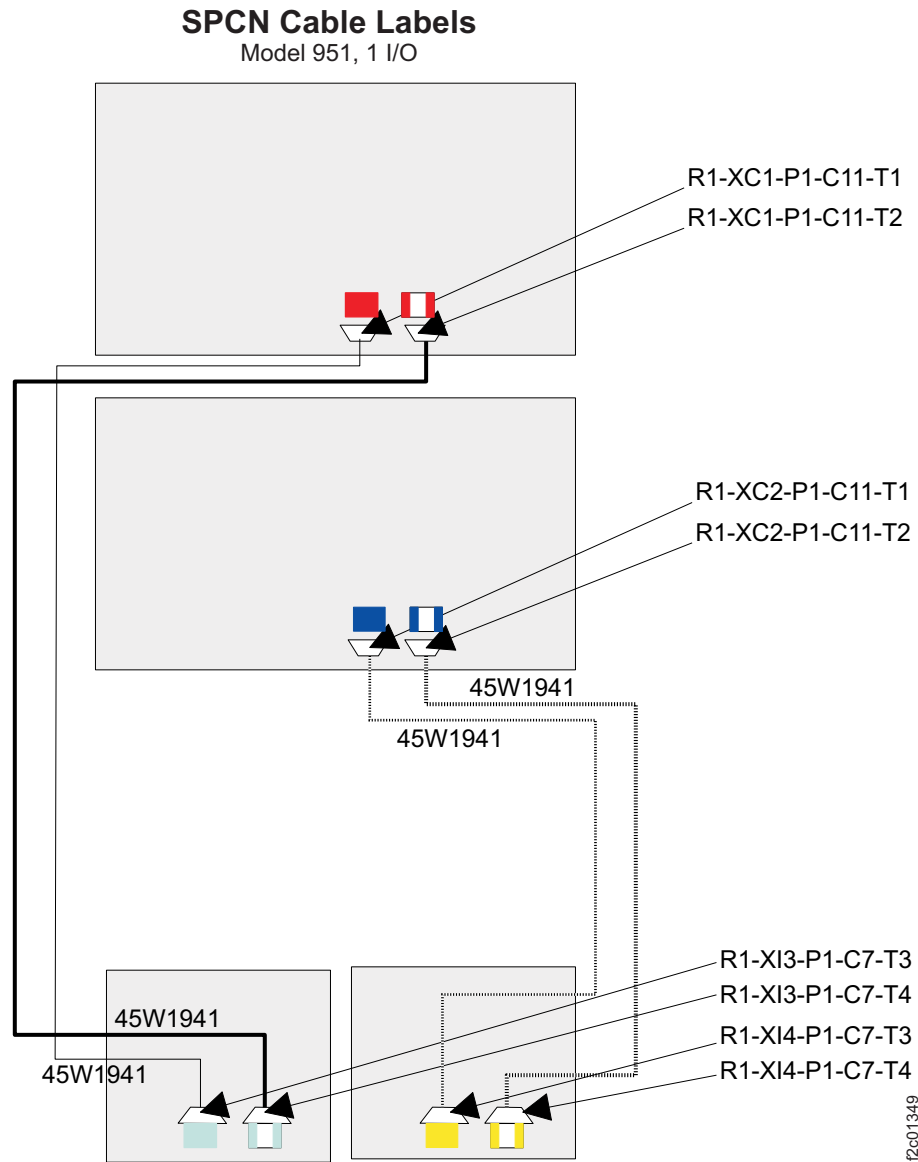 SPCN Cable Labels
Model 951, 1 I/O
R1-XC1-P1-C11-T1
R1-XC1-P1-C11-T2
R1-XC2-P1-C11-T1
R1-XC2-P1-C11-T2
45W1941
45W1941
R1-XI3-P1-C7-T3
R1-XI3-P1-C7-T4
45W1941
R1-XI4-P1-C7-T3
45W1941
R1-XI4-P1-C7-T4
f2c01349